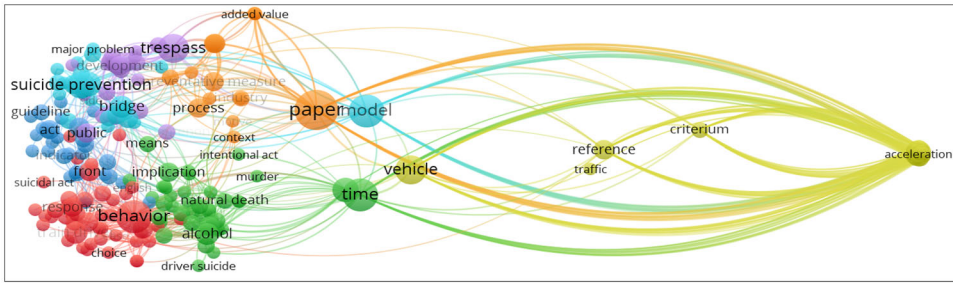 added value
major problem
trespass
development
suicide prevention
preventative measure
industry
bridge
process
paper
model
guideline
act
public
means
context
criterium
indicator
intentional act
reference
acceleration
front
implication
murder
traffic
vehicle
suicidal act
english
natural death
time
response
behavior
alcohol
choice
driver suicide